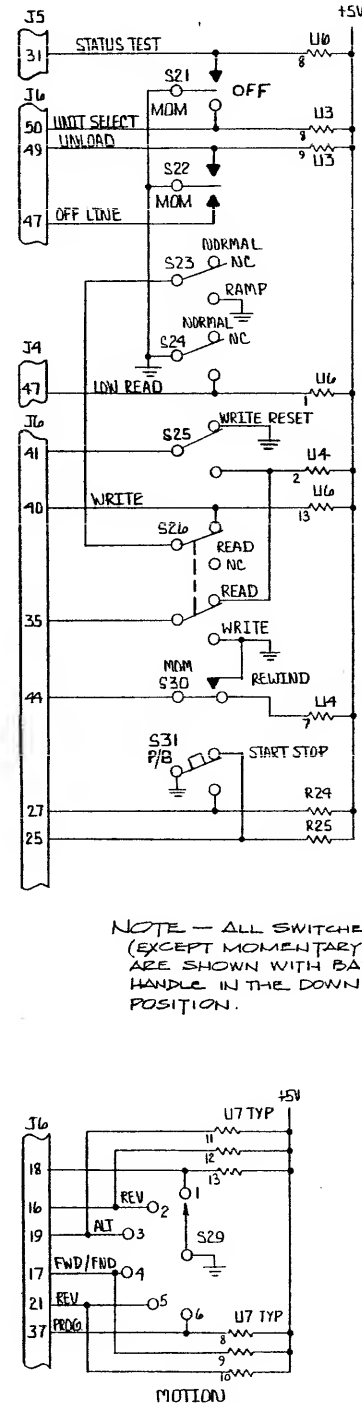 J5
+5V
31 STATUS TEST
U6
8
S21
OFF
MOM
J6
50 UNIT SELECT
U3
8
49 UNLOAD
9 U3
S22
MOM
47 OFF LINE
NORMAL
S23 NC
RAMP
NORMAL
S24 NC
J4
47 LOW READ
U6
1
J6
WRITE RESET
41 S25
U4
2
U6
40 WRITE
13
S26
READ
NC
READ
35
WRITE
MOM
44 S30 REWIND
U4
7
S31 START STOP
P/B
27 R24
25 R25
NOTE — ALL SWITCHE
(EXCEPT MOMENTARY
ARE SHOWN WITH BA
HANDLE IN THE DOWN
POSITION.
+5V
J6 U7 TYP
11
12
18 13
1
16 REV 2
19 ALT 3 S29
17 FWD/FND 4
21 REV 5
6
37 PROG U7 TYP
8
9
10
MOTION